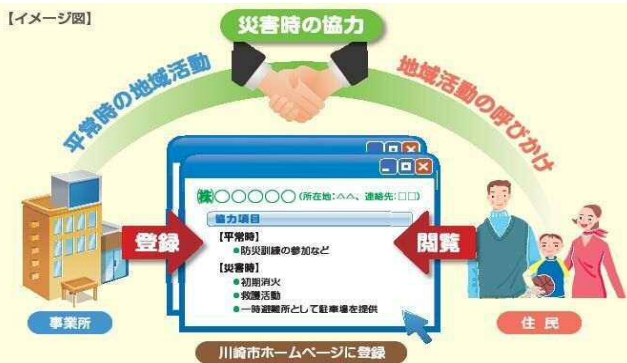 【イメージ図】
災害時の協力
平常時の地域活動
地域活動の呼びかけ
㈱○○○○○(所在地:△△、連絡先:□□)
協力項目
【平常時】
●防災訓練の参加など
【災害時】
●初期消火
●救護活動
●一時避難所として駐車場を提供
登録
閲覧
事業所
住民
川崎市ホームページに登録